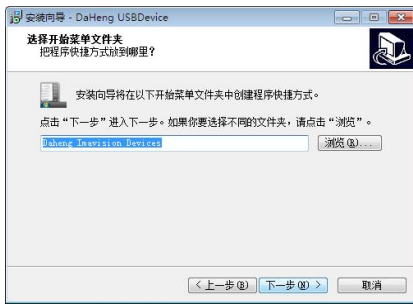 安装向导 - DaHeng USBDevice
选择开始菜单文件夹
把程序快捷方式放到哪里？
安装向导将在以下开始菜单文件夹中创建程序快捷方式。
点击“下一步”进入下一步。如果你要选择不同的文件夹，请点击“浏览”。
Daheng Imavision Devices
浏览(R)...
<上一步(B)
下一步(N) >
取消